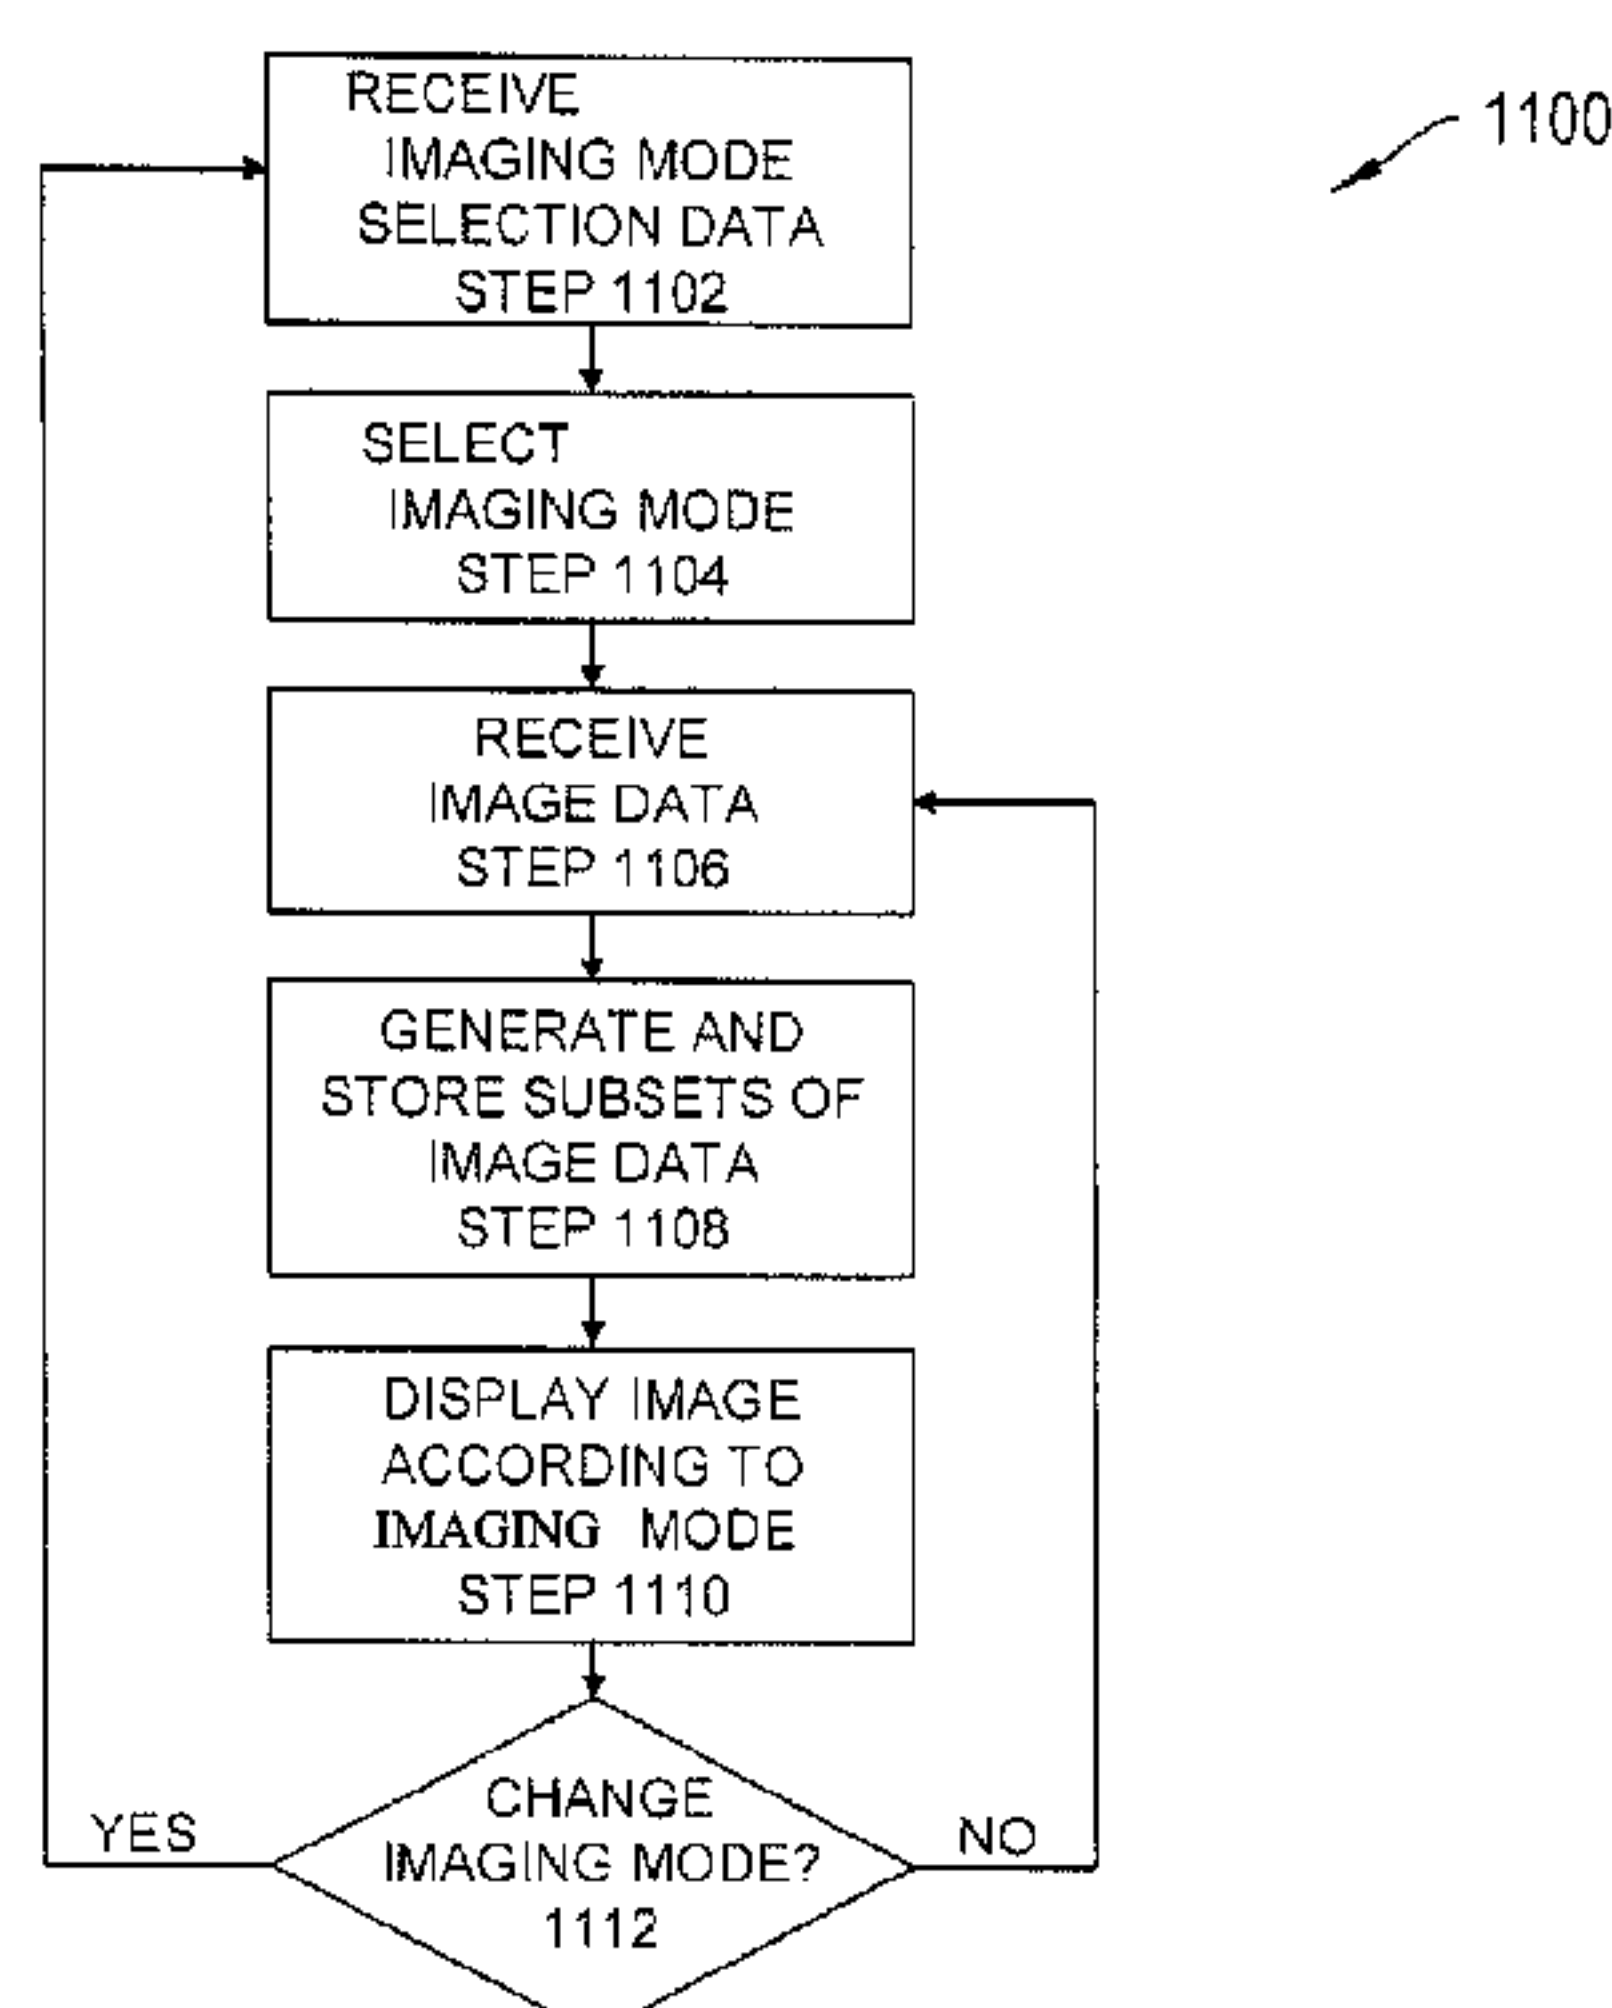 1100
RECEIVE
IMAGING MODE
SELECTION DATA
STEP 1102
SELECT
IMAGING MODE
STEP 1104
RECEIVE
IMAGE DATA
STEP 1106
GENERATE AND
STORE SUBSETS OF
IMAGE DATA
STEP 1108
DISPLAY IMAGE
ACCORDING TO
IMAGING MODE
STEP 1110
CHANGE
IMAGING MODE?
1112
YES
NO